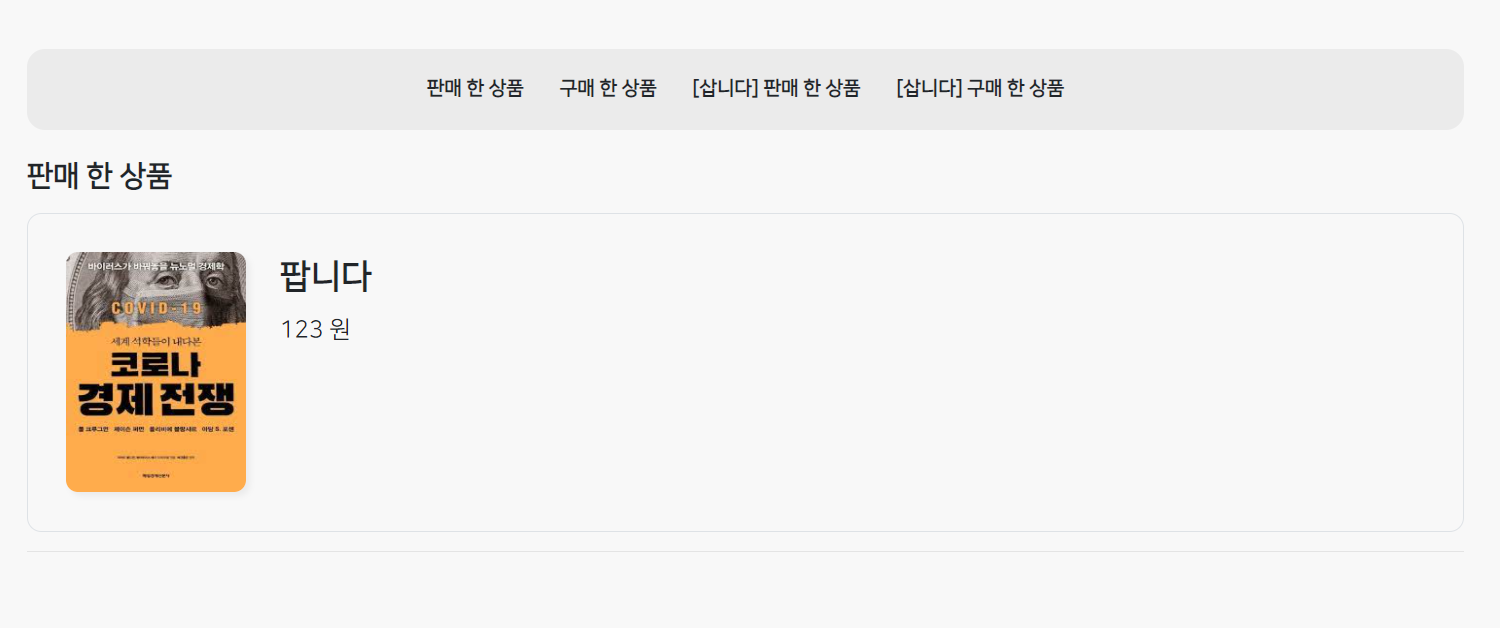 판매 한 상품 구매 한 상품 [삽니다] 판매 한 상품 [삽니다] 구매 한 상품
판매 한 상품
바이러스가 바꿔놓을 뉴노멀 경제학
COVID-19
세계 석학들이 내다본
코로나
경제 전쟁
폴 크루그먼 제이슨 퍼먼 올리비에 블랑샤르 아담 S. 포센
팝니다
123 원